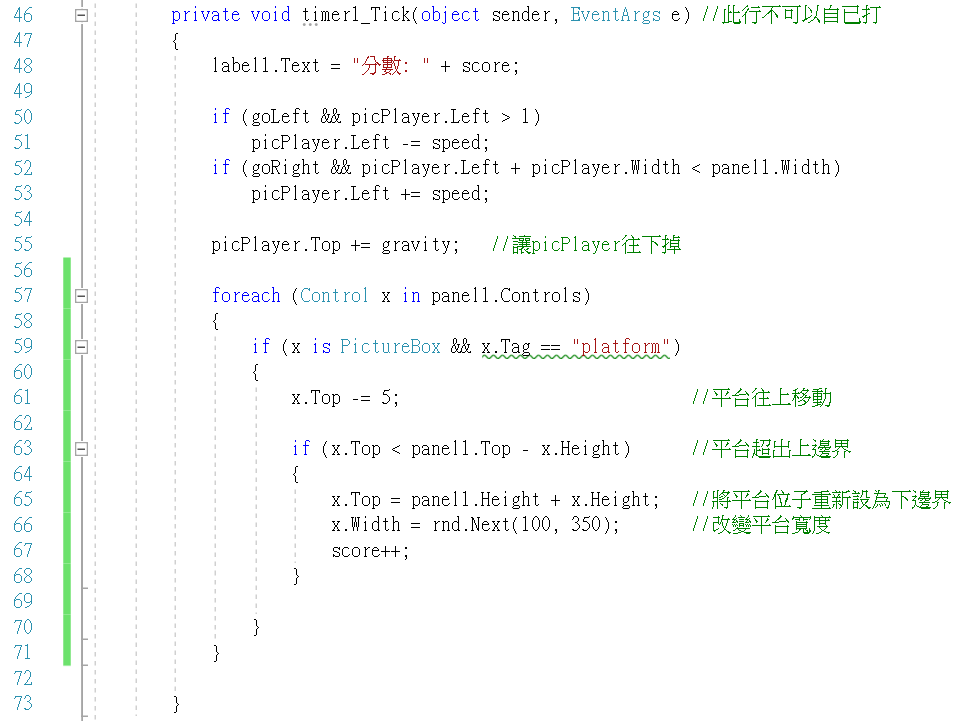 46 private void timer1_Tick(object sender, EventArgs e) //此行不可以自已打
47 {
48 label1.Text = "分數: " + score;
49
50 if (goLeft && picPlayer.Left > 1)
51 picPlayer.Left -= speed;
52 if (goRight && picPlayer.Left + picPlayer.Width < panel1.Width)
53 picPlayer.Left += speed;
54
55 picPlayer.Top += gravity; //讓picPlayer往下掉
56
57 foreach (Control x in panel1.Controls)
58 {
59 if (x is PictureBox && x.Tag == "platform")
60 {
61 x.Top -= 5; //平台往上移動
62
63 if (x.Top < panel1.Top - x.Height) //平台超出上邊界
64 {
65 x.Top = panel1.Height + x.Height; //將平台位子重新設為下邊界
66 x.Width = rnd.Next(100, 350); //改變平台寬度
67 score++;
68 }
69
70 }
71 }
72
73 }